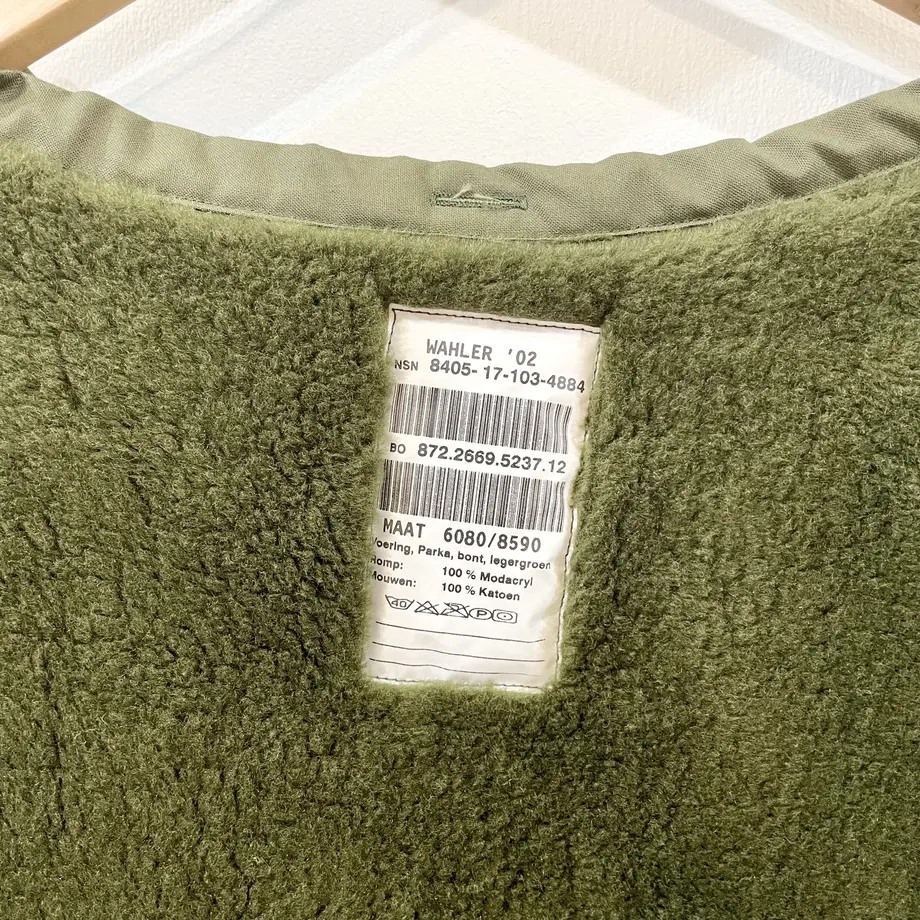 WAHLER '02
NSN 8405-17-103-4884
BO 872.2669.5237.12
MAAT 6080/8590
Voering, Parka, bont, legergroen
Romp: 100 % Modacryl
Mouwen: 100 % Katoen
40 P